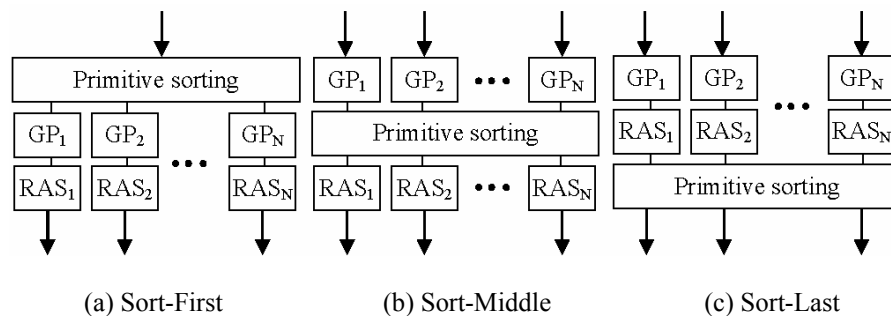 Primitive sorting
GP1 GP2 GPN
RAS1 RAS2 RASN
(a) Sort-First
GP1 GP2 GPN
Primitive sorting
RAS1 RAS2 RASN
(b) Sort-Middle
GP1 GP2 GPN
RAS1 RAS2 RASN
Primitive sorting
(c) Sort-Last